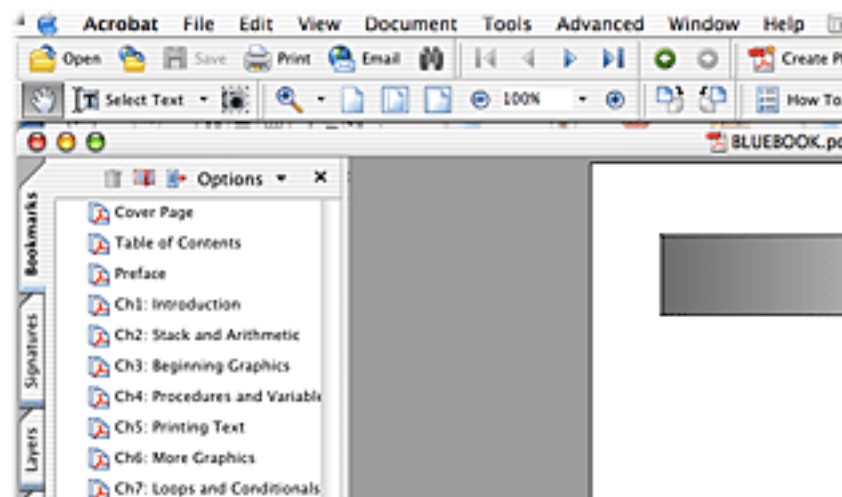 Acrobat File Edit View Document Tools Advanced Window Help
Open Save Print Email Create
Select Text 100% How To
BLUEBOOK.
Options
Bookmarks
Cover Page
Table of Contents
Preface
Ch1: Introduction
Signatures
Ch2: Stack and Arithmetic
Ch3: Beginning Graphics
Ch4: Procedures and Variable
Ch5: Printing Text
Layers
Ch6: More Graphics
Ch7: Loops and Conditionals